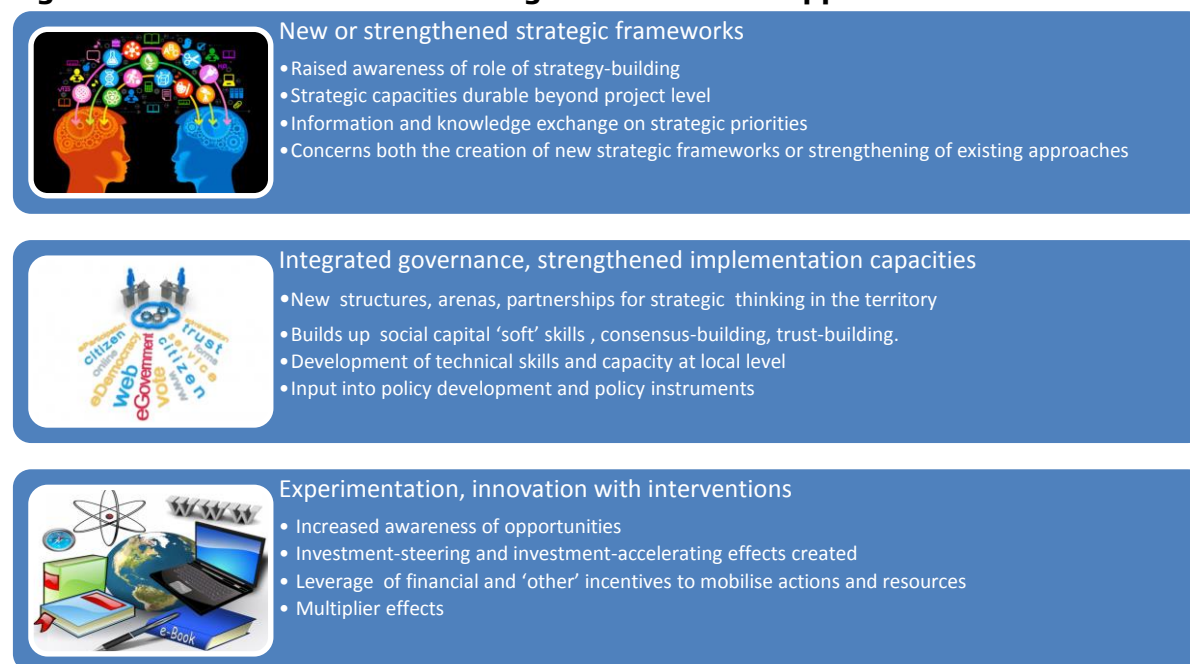 New or strengthened strategic frameworks
•Raised awareness of role of strategy-building
•Strategic capacities durable beyond project level
•Information and knowledge exchange on strategic priorities
•Concerns both the creation of new strategic frameworks or strengthening of existing approaches
Integrated governance, strengthened implementation capacities
•New structures, arenas, partnerships for strategic thinking in the territory
•Builds up social capital ‘soft’ skills , consensus-building, trust-building.
•Development of technical skills and capacity at local level
•Input into policy development and policy instruments
citizen
online
eDemocracy
web
eGovernment
vote
citizen
www
service
trust
forms
Experimentation, innovation with interventions
• Increased awareness of opportunities
• Investment-steering and investment-accelerating effects created
• Leverage of financial and ‘other’ incentives to mobilise actions and resources
• Multiplier effects
WWW
e-Book